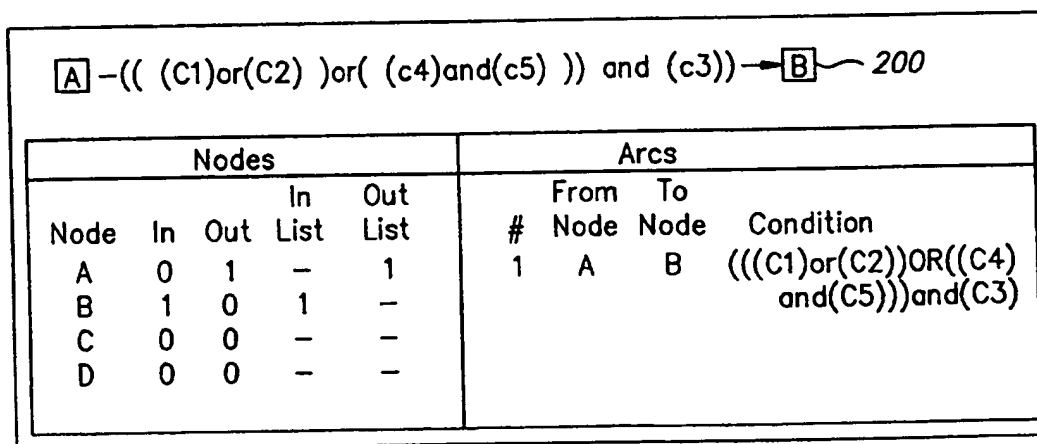 A –(( (C1)or(C2) )or( (c4)and(c5) )) and (c3))→B 200
Nodes Arcs
In Out From To
Node In Out List List # Node Node Condition
A 0 1 – 1 1 A B (((C1)or(C2))OR((C4)
B 1 0 1 – and(C5)))and(C3)
C 0 0 – –
D 0 0 – –